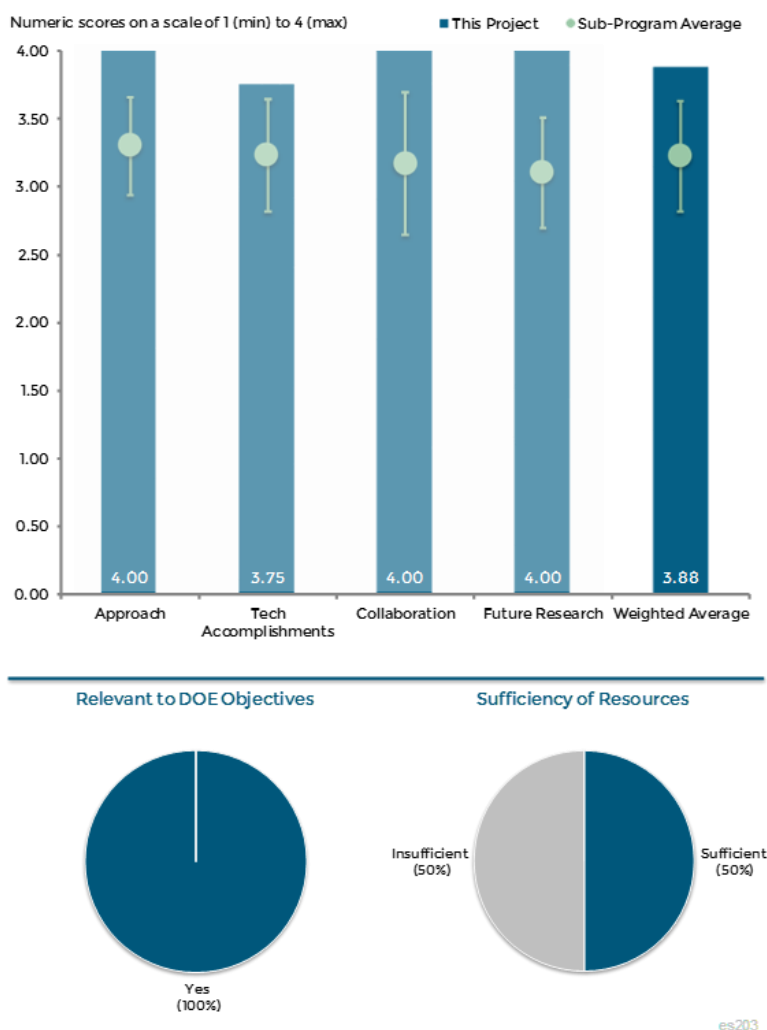 Numeric scores on a scale of 1 (min) to 4 (max)
This Project
Sub-Program Average
4.00
3.50
3.00
2.50
2.00
1.50
1.00
0.50
0.00
4.00
3.75
4.00
4.00
3.88
Approach
Tech
Accomplishments
Collaboration
Future Research
Weighted Average
Relevant to DOE Objectives
Yes
(100%)
Sufficiency of Resources
Insufficient
(50%)
Sufficient
(50%)
es203